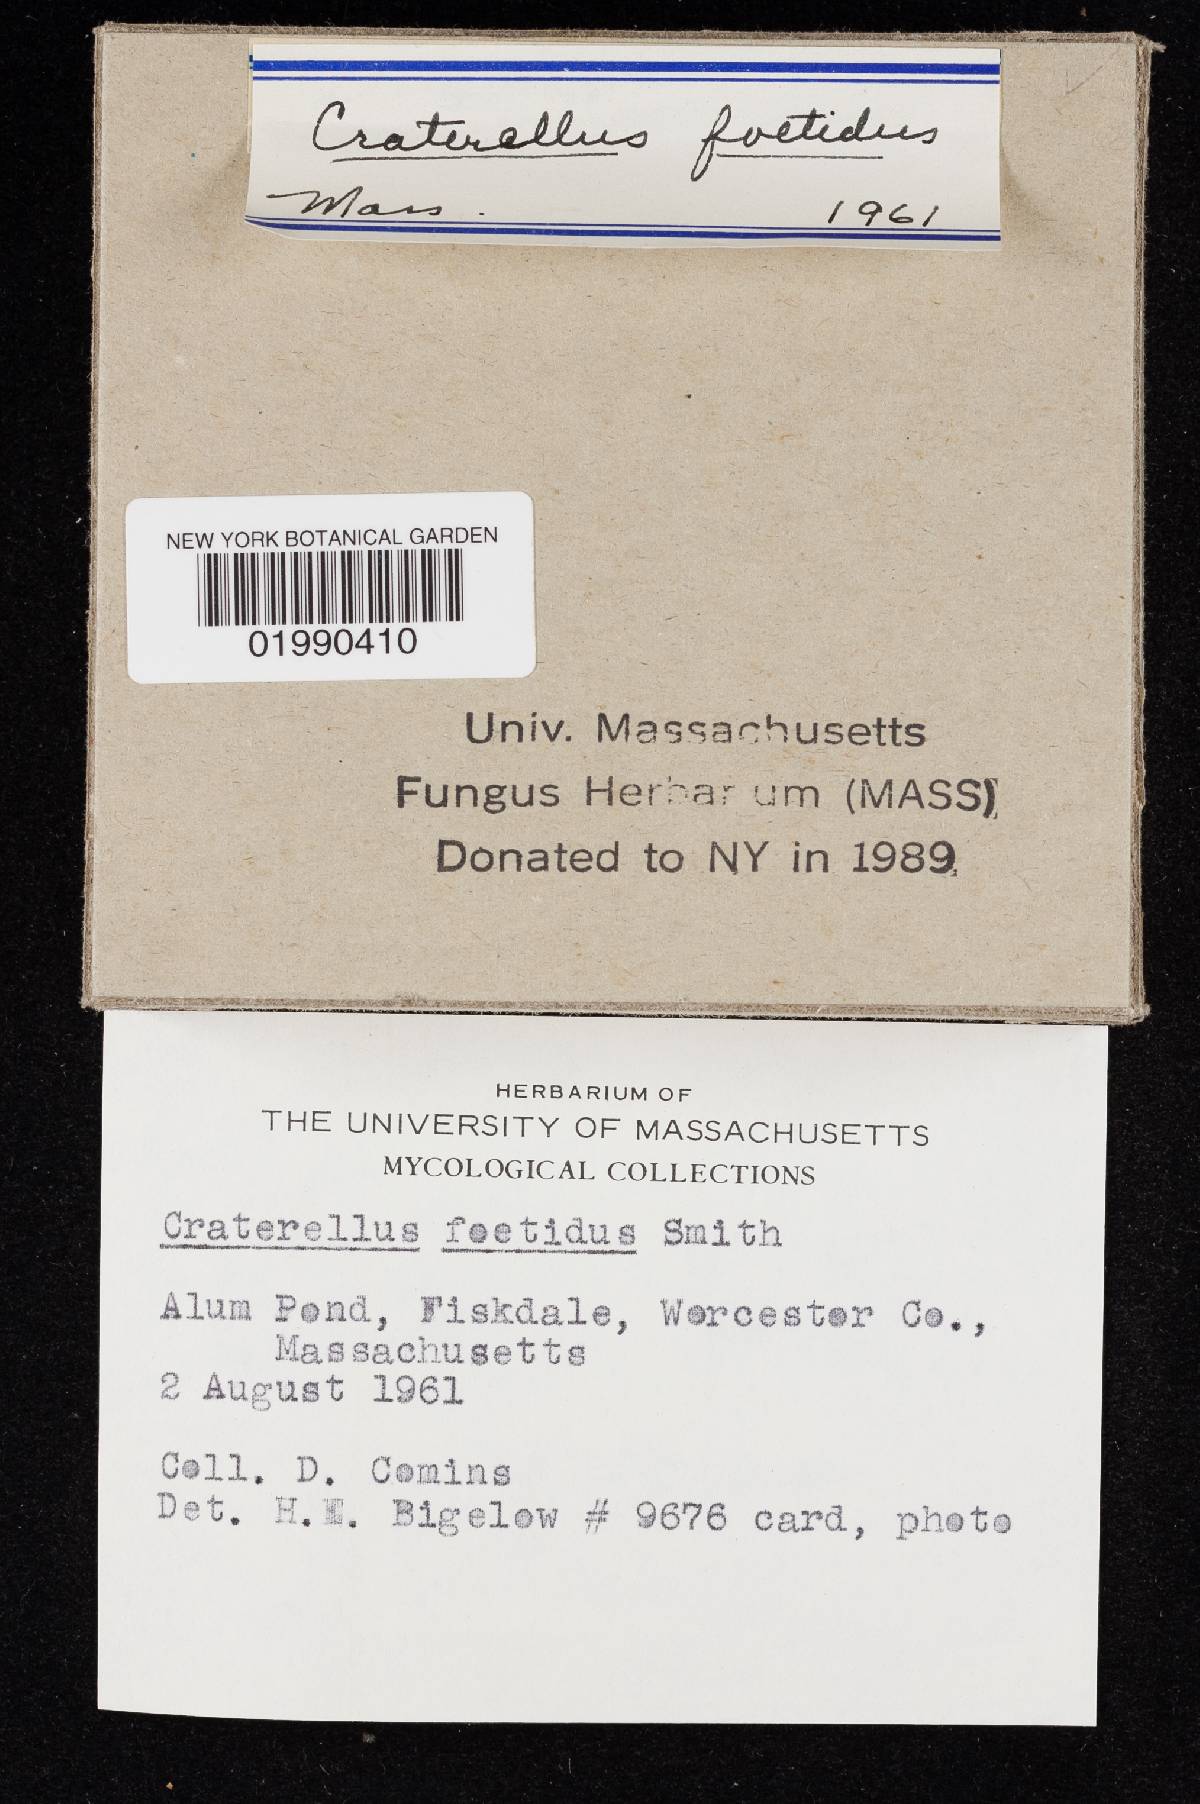 Craterellus foetidus
Mass. 1961
NEW YORK BOTANICAL GARDEN
01990410
Univ. Massachusetts
Fungus Herbarium (MASS)
Donated to NY in 1989
HERBARIUM OF
THE UNIVERSITY OF MASSACHUSETTS
MYCOLOGICAL COLLECTIONS
Craterellus foetidus Smith
Alum Pond, Fiskdale, Worcester Co.,
Massachusetts
2 August 1961
Coll. D. Comins
Det. H.E. Bigelow # 9676 card, photo